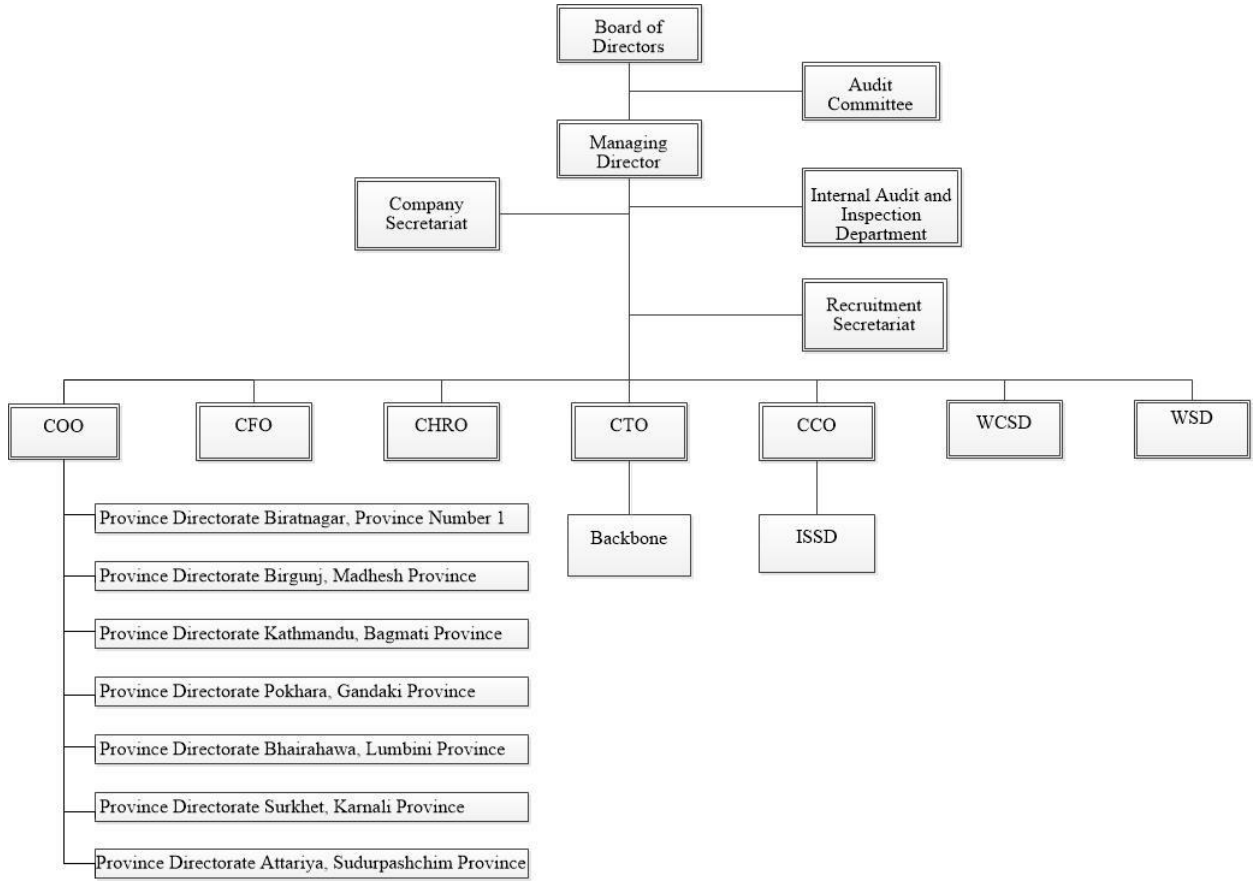 Board of
Directors
Audit
Committee
Managing
Director
Company
Secretariat
Internal Audit and
Inspection
Department
Recruitment
Secretariat
COO
CFO
CHRO
CTO
CCO
WCSD
WSD
Province Directorate Biratnagar, Province Number 1
Backbone
ISSD
Province Directorate Birgunj, Madhesh Province
Province Directorate Kathmandu, Bagmati Province
Province Directorate Pokhara, Gandaki Province
Province Directorate Bhairahawa, Lumbini Province
Province Directorate Surkhet, Karnali Province
Province Directorate Attariya, Sudurpashchim Province